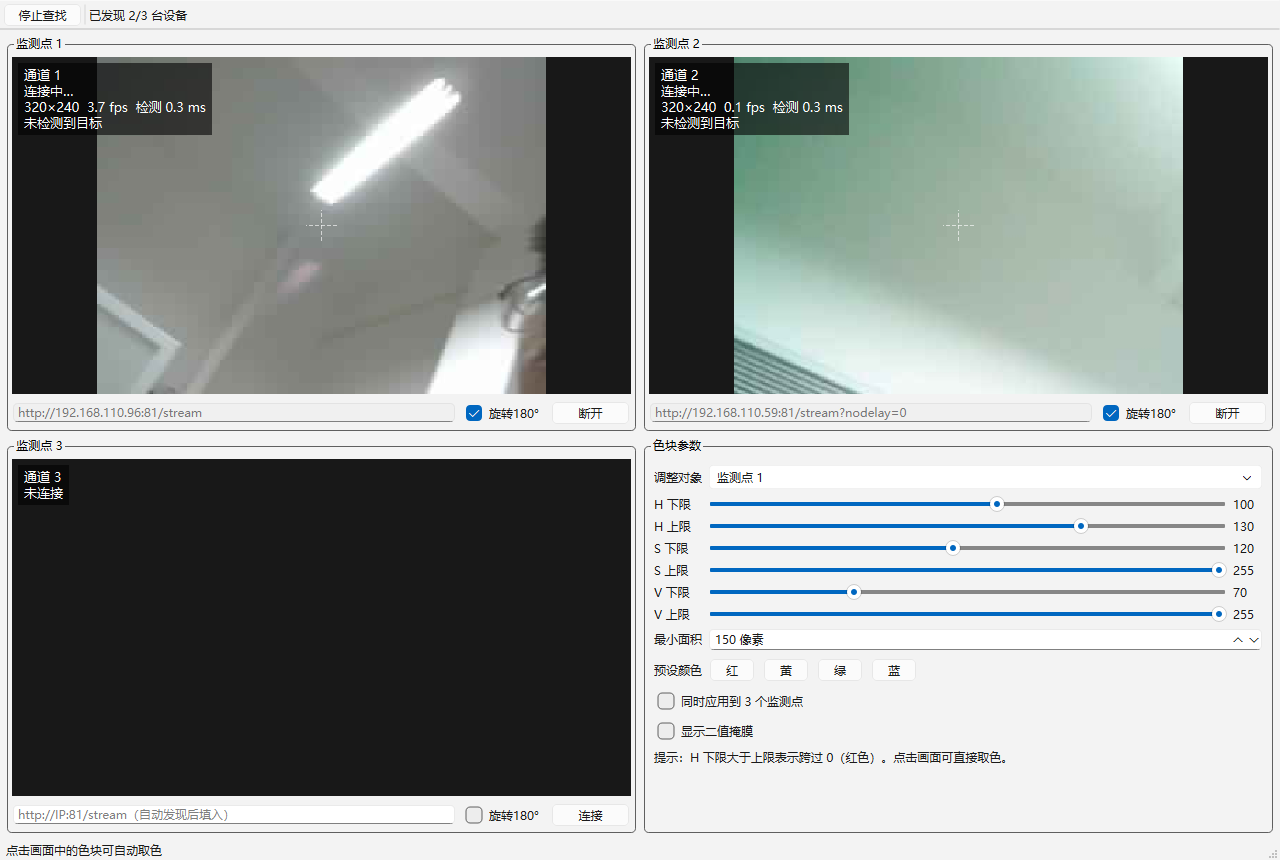 停止查找 已发现 2/3 台设备
监测点 1
通道 1
连接中...
320×240 3.7 fps 检测 0.3 ms
未检测到目标
http://192.168.110.96:81/stream 旋转180° 断开
监测点 2
通道 2
连接中...
320×240 0.1 fps 检测 0.3 ms
未检测到目标
http://192.168.110.59:81/stream?nodelay=0 旋转180° 断开
监测点 3
通道 3
未连接
http://IP:81/stream（自动发现后填入） 旋转180° 连接
色块参数
调整对象 监测点 1
H 下限 100
H 上限 130
S 下限 120
S 上限 255
V 下限 70
V 上限 255
最小面积 150 像素
预设颜色 红 黄 绿 蓝
同时应用到 3 个监测点
显示二值掩膜
提示：H 下限大于上限表示跨过 0（红色）。点击画面可直接取色。
点击画面中的色块可自动取色